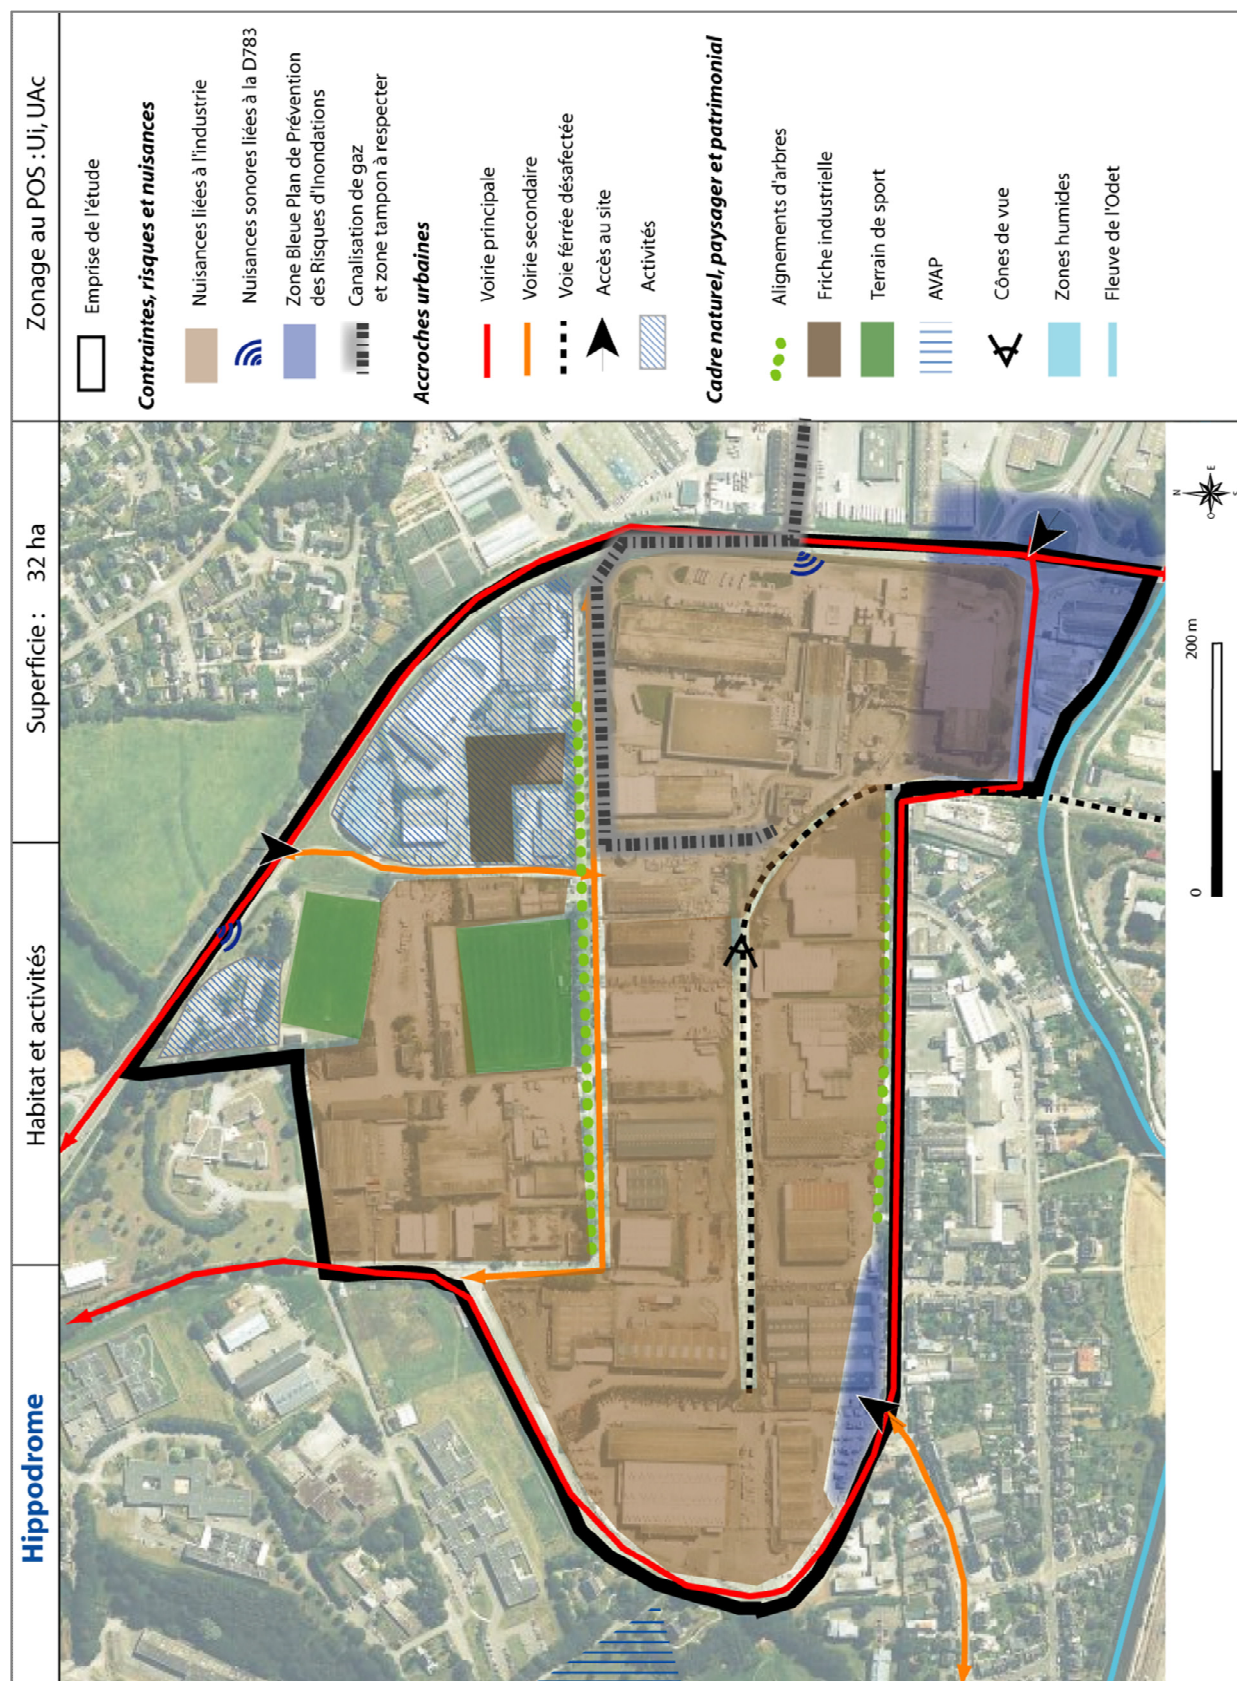 Hippodrome
Habitat et activités
Superficie : 32 ha
Zonage au POS : Ui, UAc
Emprise de l'étude
Contraintes, risques et nuisances
Nuisances liées à l'industrie
Nuisances sonores liées à la D783
Zone Bleue Plan de Prévention
des Risques d'Inondations
Canalisation de gaz
et zone tampon à respecter
Accroches urbaines
Voirie principale
Voirie secondaire
Voie férrée désafectée
Accès au site
Activités
Cadre naturel, paysager et patrimonial
Alignements d'arbres
Friche industrielle
Terrain de sport
AVAP
Cônes de vue
Zones humides
Fleuve de l'Odet
0 200 m
N
O E
S